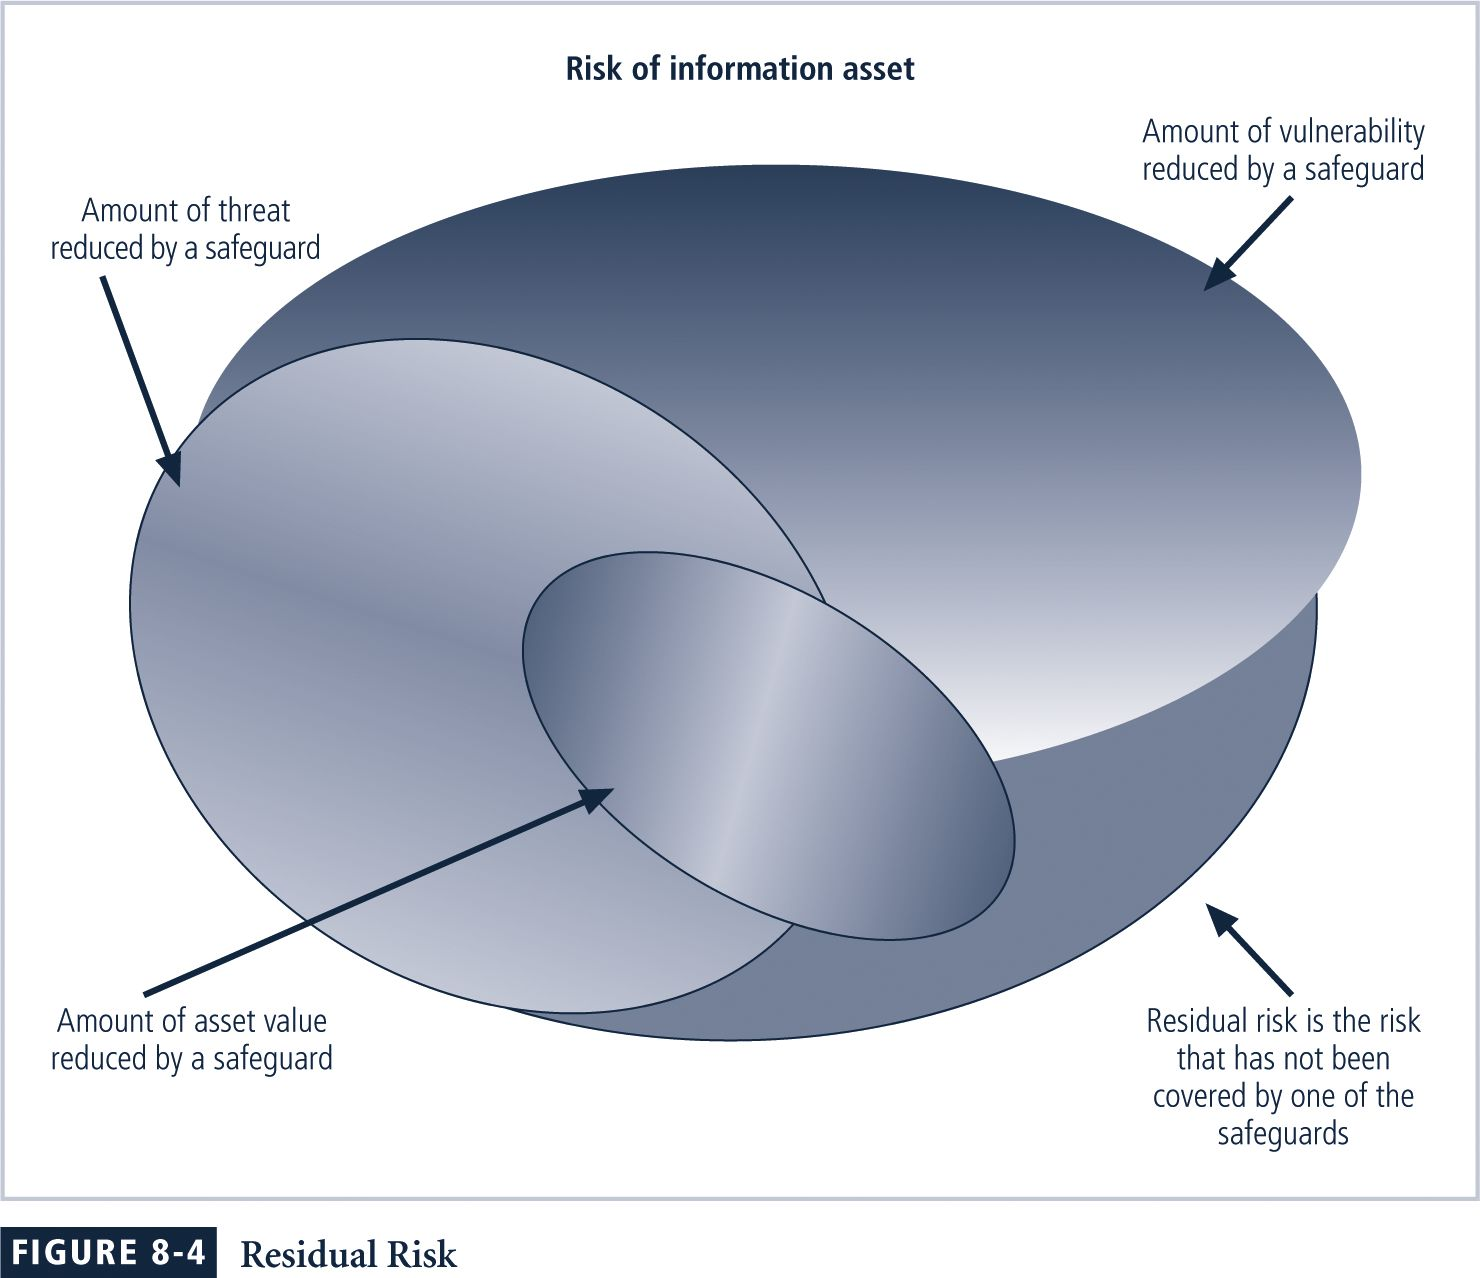 Risk of information asset
Amount of vulnerability
reduced by a safeguard
Amount of threat
reduced by a safeguard
Amount of asset value
reduced by a safeguard
Residual risk is the risk
that has not been
covered by one of the
safeguards
FIGURE 8-4 Residual Risk